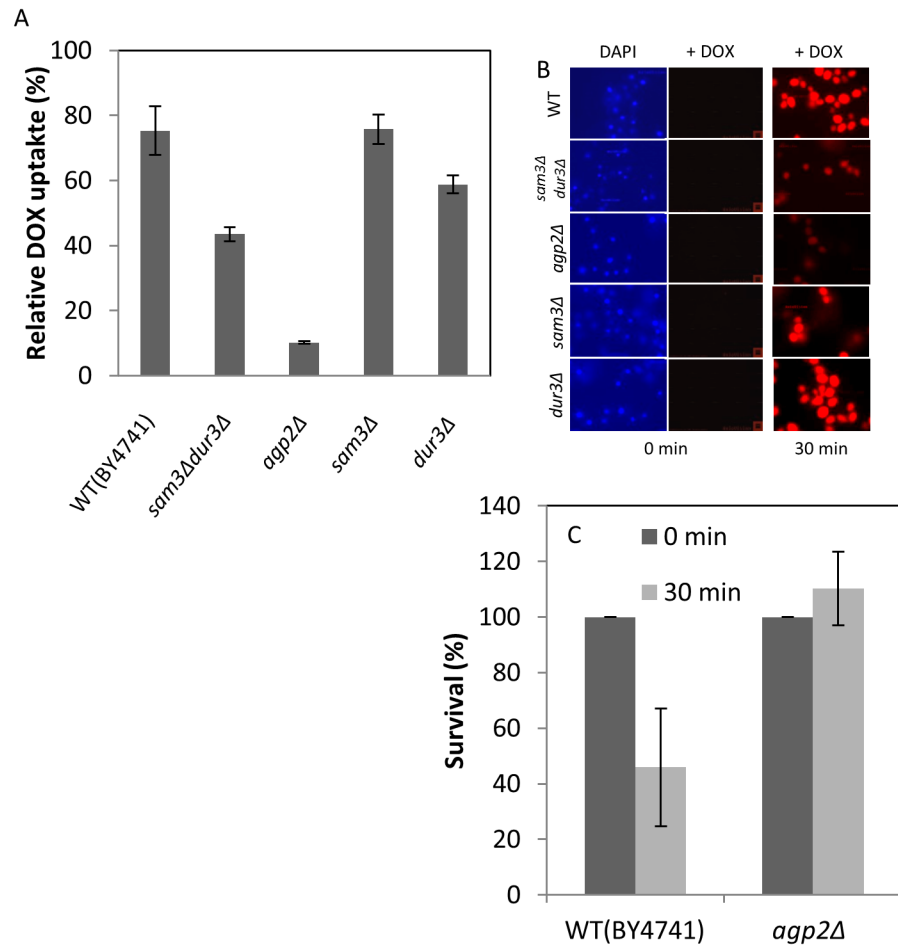 A
Relative DOX uptakte (%)
100
80
60
40
20
0
WT(BY4741)
sam3Δdur3Δ
agp2Δ
sam3Δ
dur3Δ
B
DAPI + DOX + DOX
WT
sam3Δ
dur3Δ
agp2Δ
sam3Δ
dur3Δ
0 min 30 min
C
0 min
30 min
Survival (%)
140
120
100
80
60
40
20
0
WT(BY4741) agp2Δ